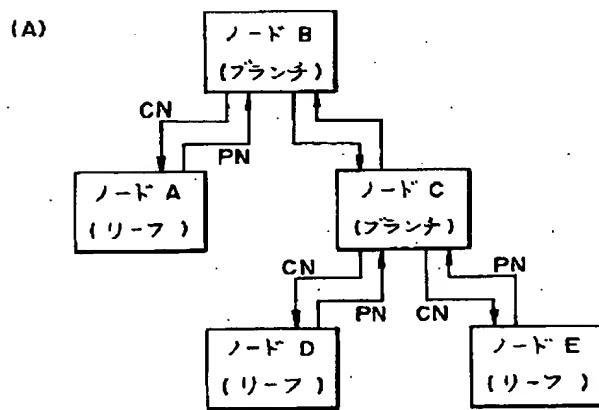 (A)
ノード B
(ブランチ)
CN
PN
ノード A
(リーフ)
ノード C
(ブランチ)
CN
PN
CN
PN
ノード D
(リーフ)
ノード E
(リーフ)